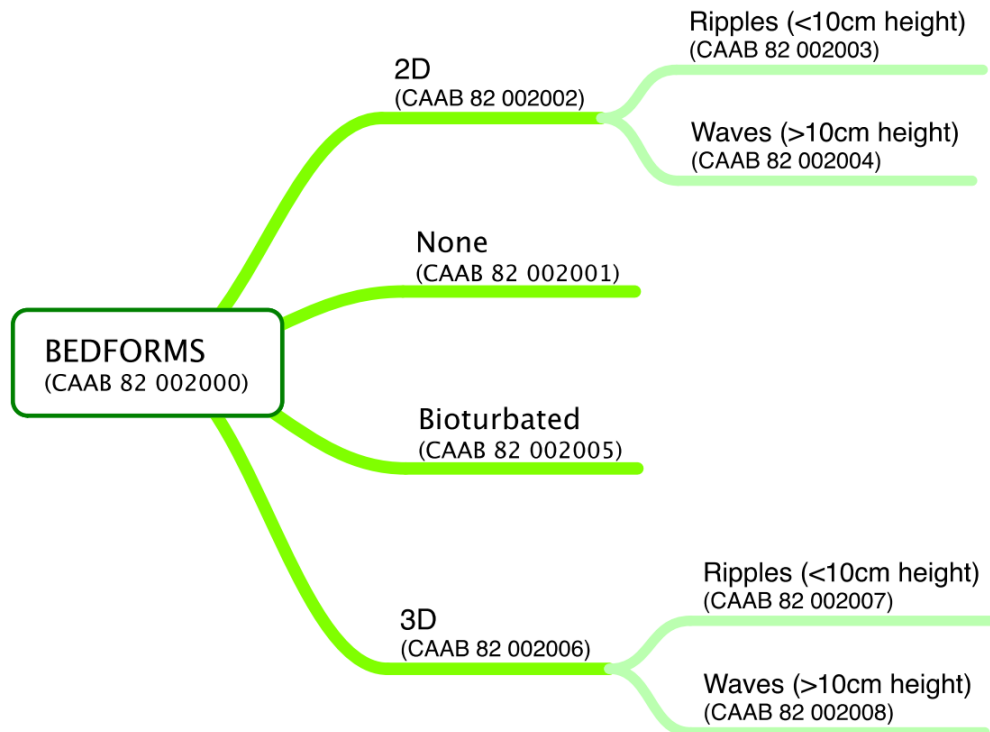 Ripples (<10cm height)
(CAAB 82 002003)
2D
(CAAB 82 002002)
Waves (>10cm height)
(CAAB 82 002004)
None
(CAAB 82 002001)
BEDFORMS
(CAAB 82 002000)
Bioturbated
(CAAB 82 002005)
Ripples (<10cm height)
(CAAB 82 002007)
3D
(CAAB 82 002006)
Waves (>10cm height)
(CAAB 82 002008)